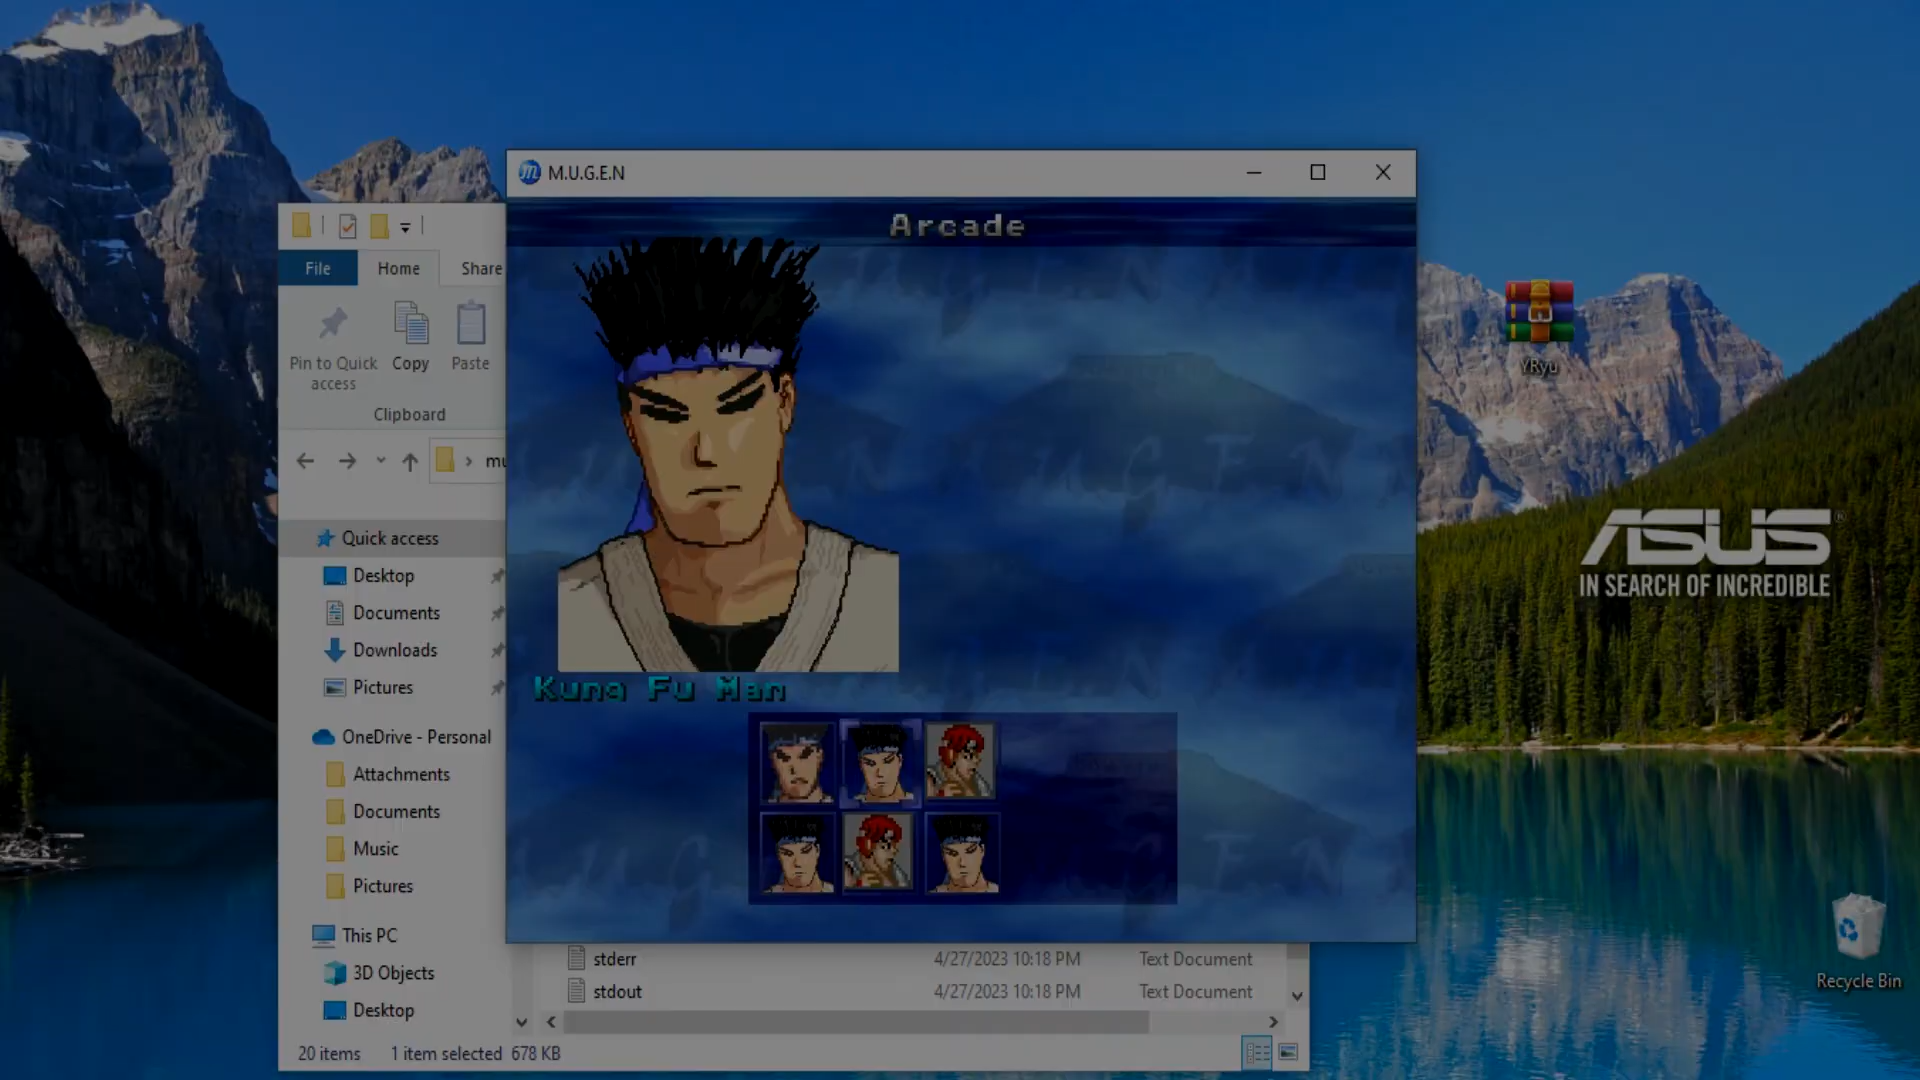 M.U.G.E.N
Arcade
File
Home
Share
Pin to Quick
access
Copy
Paste
Clipboard
YRyu
mu
ASUS®
IN SEARCH OF INCREDIBLE
Quick access
Desktop
Documents
Downloads
Pictures
Kung Fu Man
OneDrive - Personal
Attachments
Documents
Music
Pictures
This PC
3D Objects
Desktop
stderr 4/27/2023 10:18 PM Text Document
stdout 4/27/2023 10:18 PM Text Document
Recycle Bin
20 items 1 item selected 678 KB